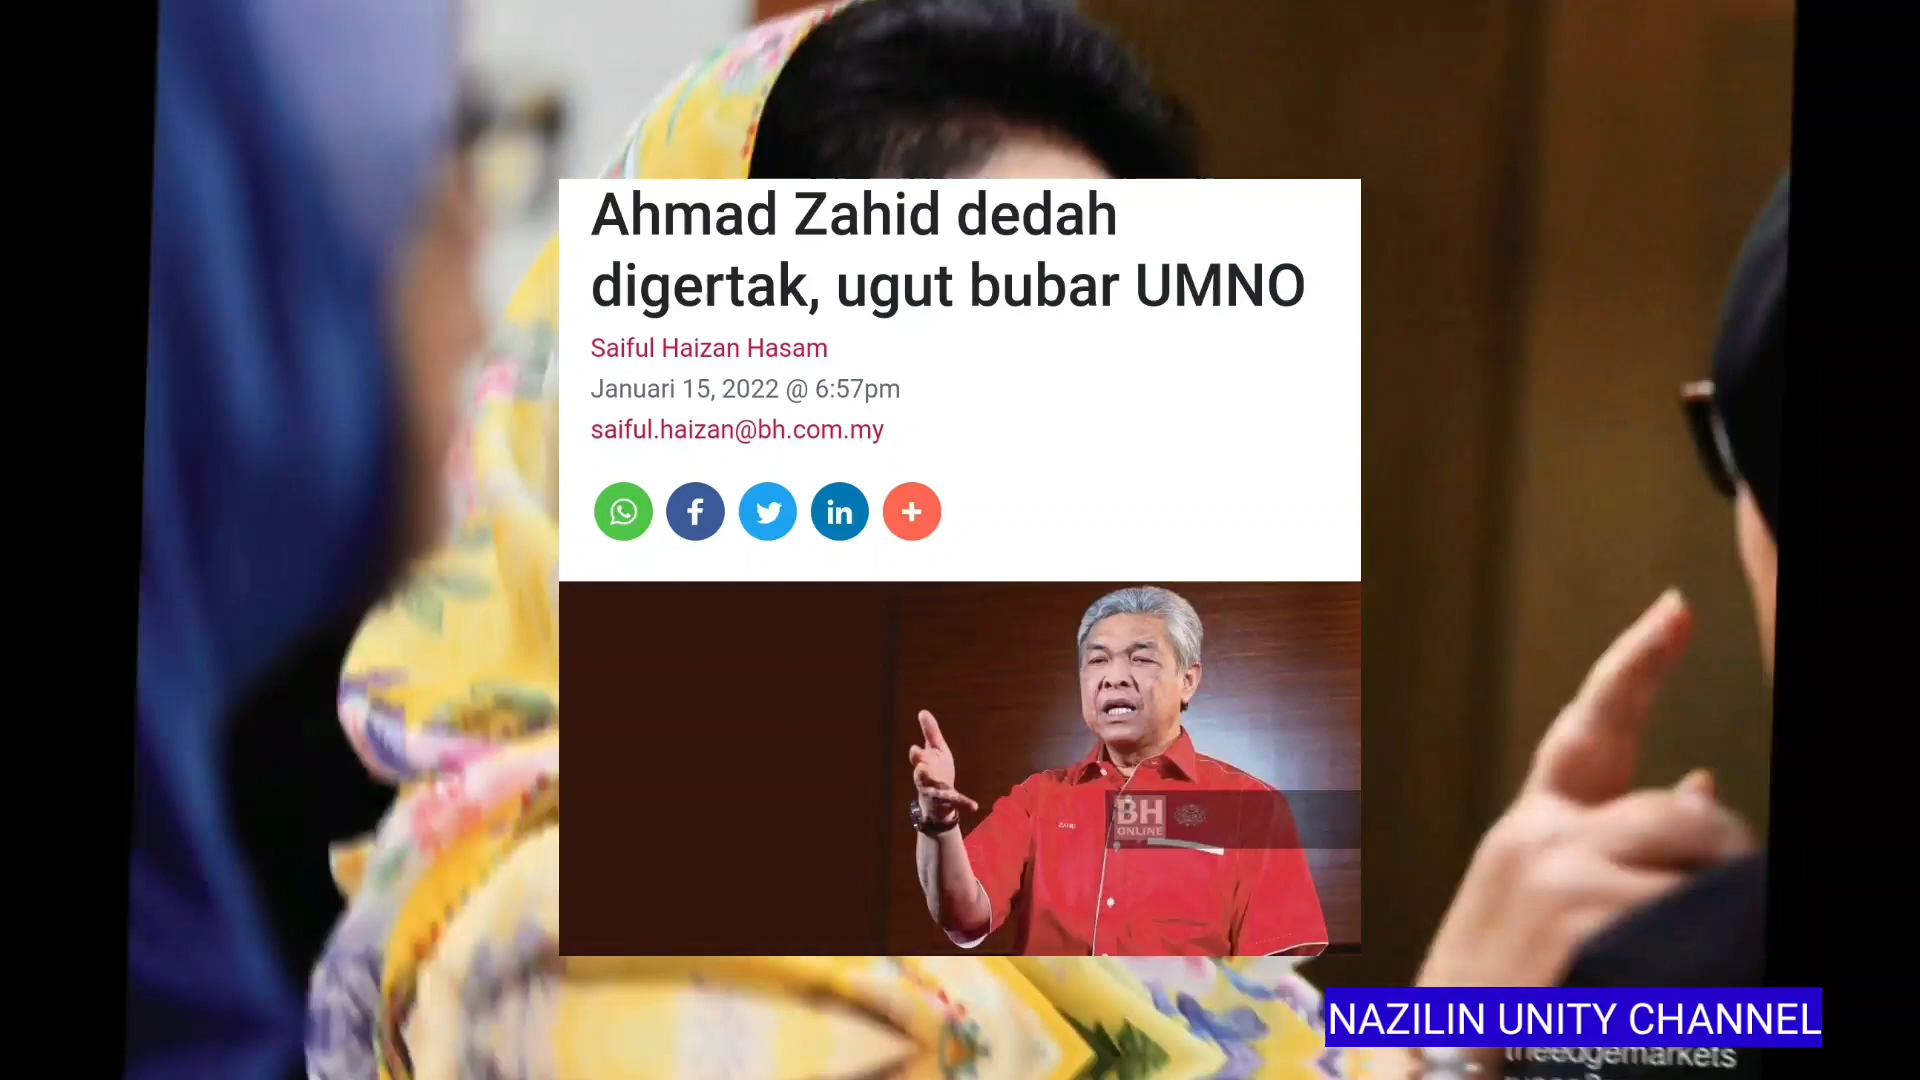 Ahmad Zahid dedah
digertak, ugut bubar UMNO
Saiful Haizan Hasam
Januari 15, 2022 @ 6:57pm
saiful.haizan@bh.com.my
BH
ONLINE
NAZILIN UNITY CHANNEL
theedgemarkets